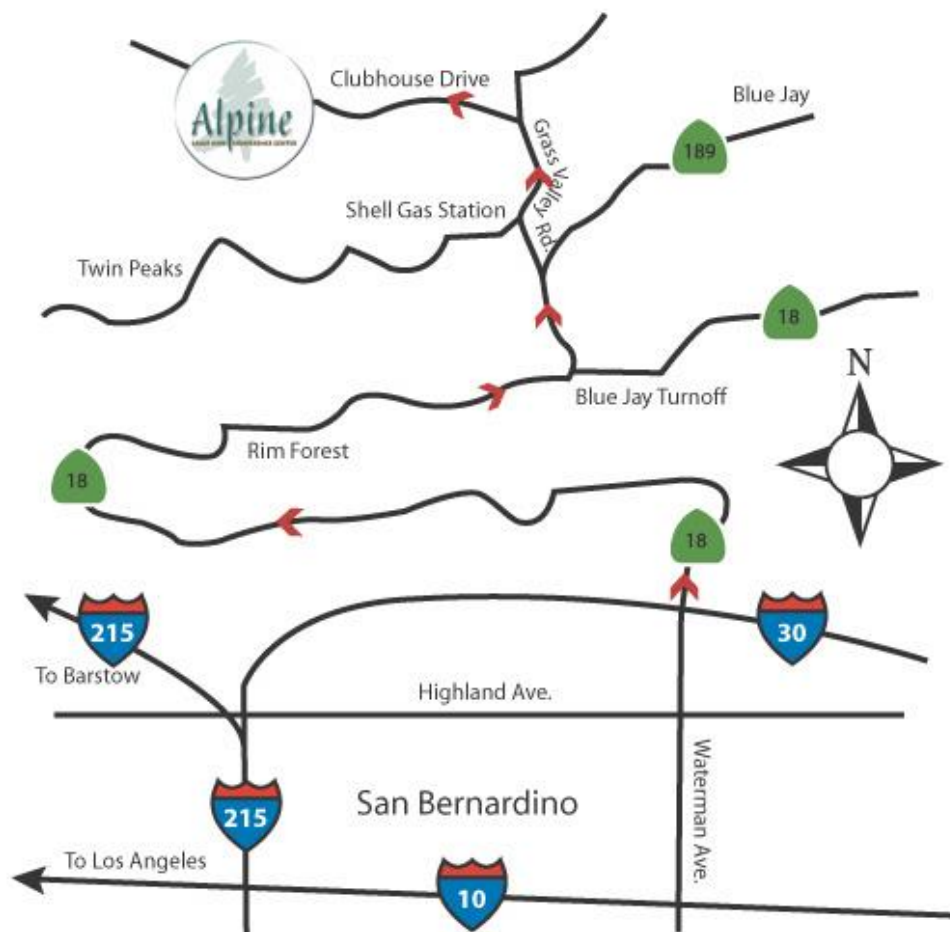 Alpine
Clubhouse Drive
Blue Jay
189
Grass Valley Rd.
Shell Gas Station
Twin Peaks
18
Blue Jay Turnoff
N
Rim Forest
18
18
215
30
To Barstow
Highland Ave.
Waterman Ave.
San Bernardino
215
To Los Angeles
10